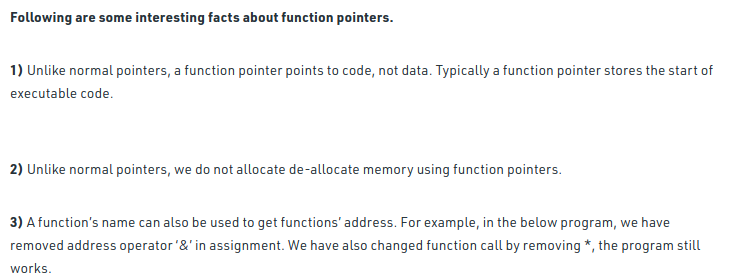 Following are some interesting facts about function pointers.
1) Unlike normal pointers, a function pointer points to code, not data. Typically a function pointer stores the start of
executable code.
2) Unlike normal pointers, we do not allocate de-allocate memory using function pointers.
3) A function’s name can also be used to get functions’ address. For example, in the below program, we have
removed address operator ‘&’ in assignment. We have also changed function call by removing *, the program still
works.